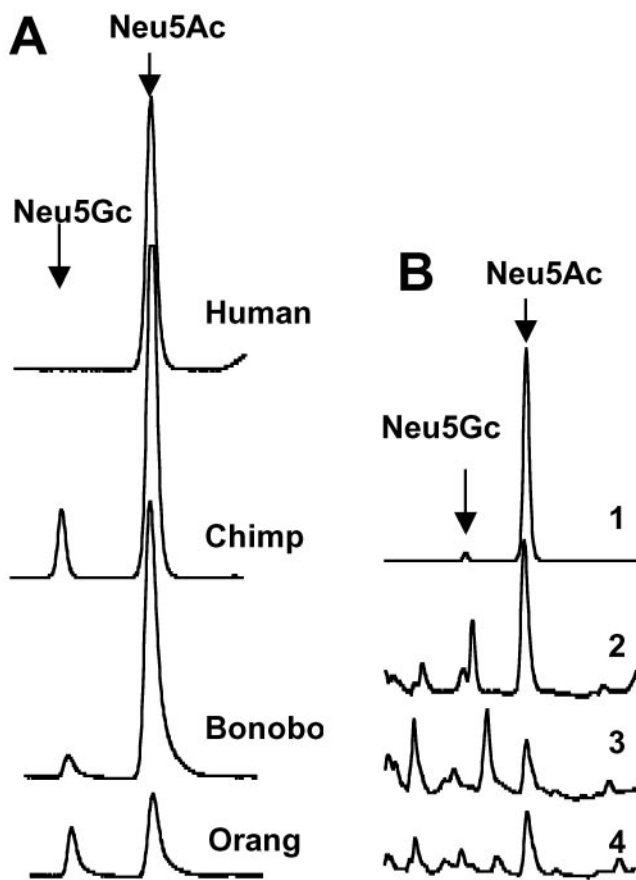 A
Neu5Ac
Neu5Gc
Human
Chimp
Bonobo
Orang
B
Neu5Ac
Neu5Gc
1
2
3
4